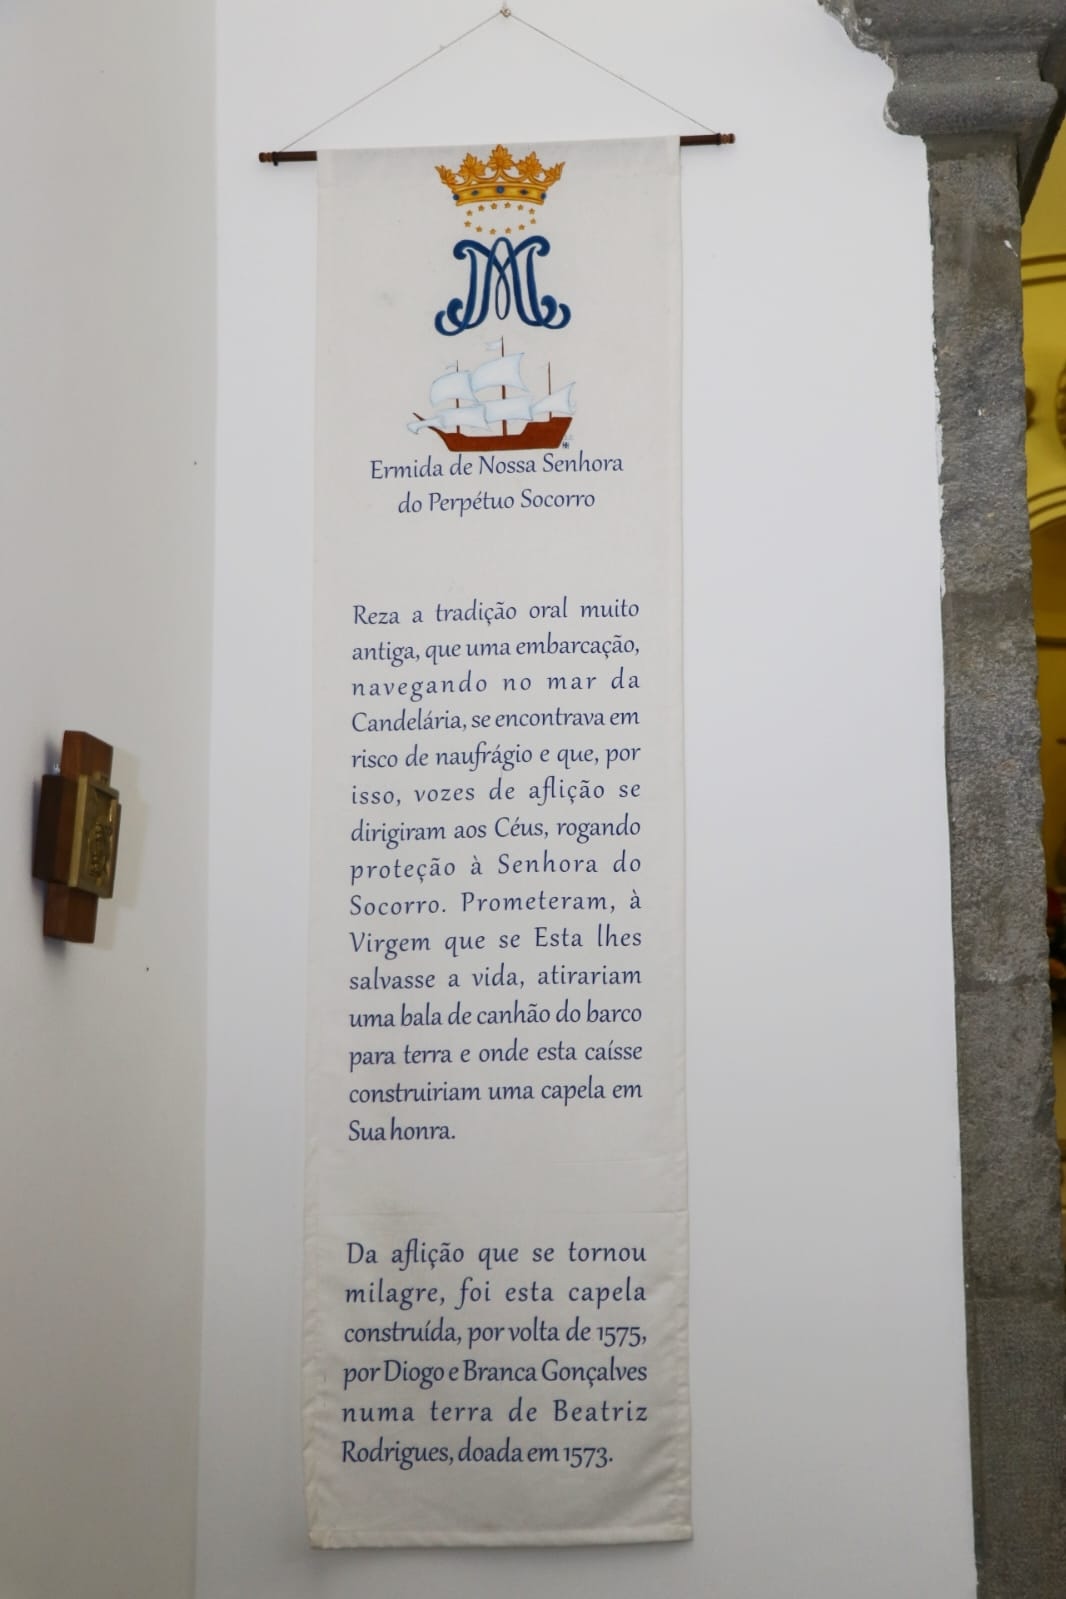 Ermida de Nossa Senhora
do Perpétuo Socorro
Reza a tradição oral muito
antiga, que uma embarcação,
navegando no mar da
Candelária, se encontrava em
risco de naufrágio e que, por
isso, vozes de aflição se
dirigiram aos Céus, rogando
proteção à Senhora do
Socorro. Prometeram, à
Virgem que se Esta lhes
salvasse a vida, atirariam
uma bala de canhão do barco
para terra e onde esta caísse
construiriam uma capela em
Sua honra.
Da aflição que se tornou
milagre, foi esta capela
construída, por volta de 1575,
por Diogo e Branca Gonçalves
numa terra de Beatriz
Rodrigues, doada em 1573.